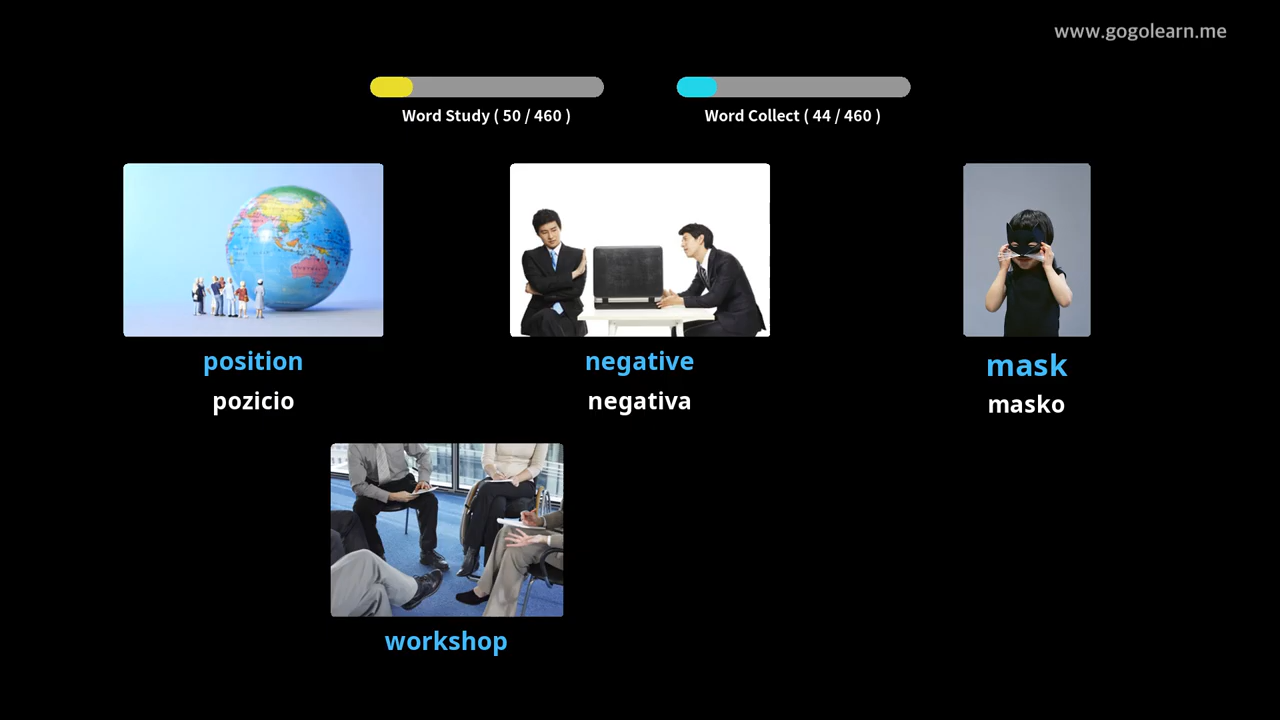 www.gogolearn.me
Word Study ( 50 / 460 )
Word Collect ( 44 / 460 )
position
pozicio
negative
negativa
mask
masko
workshop